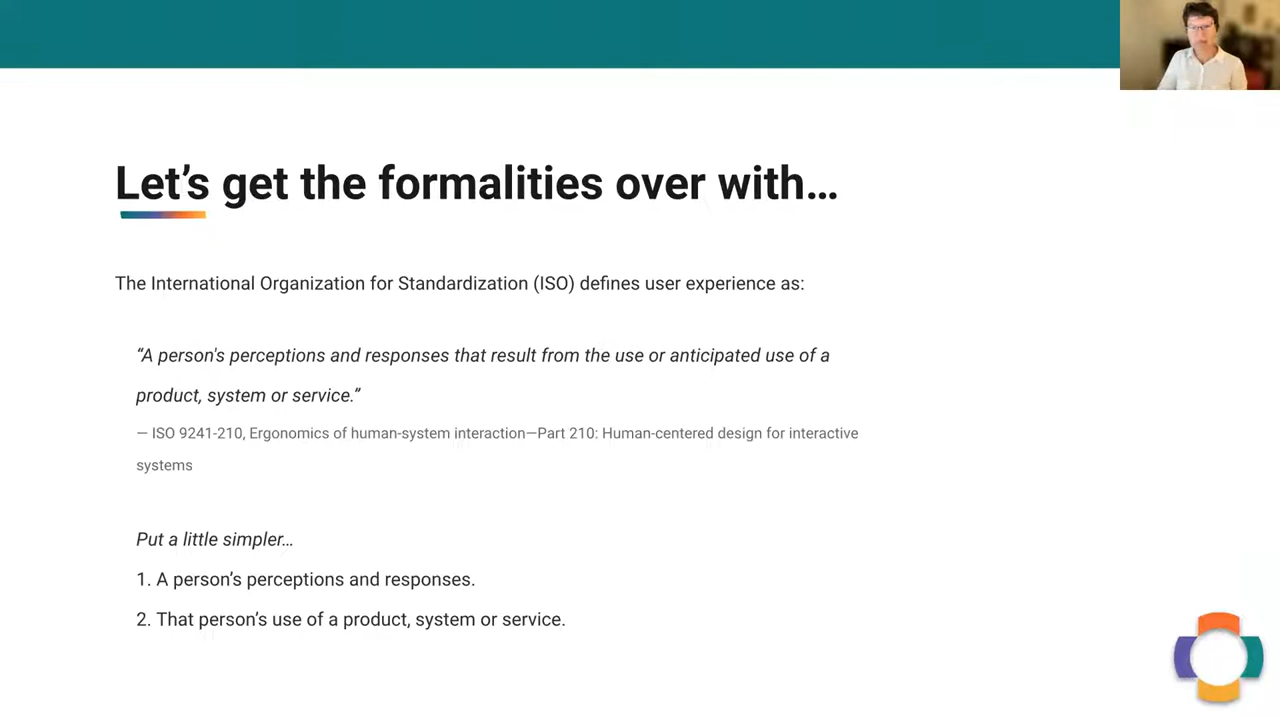 Let’s get the formalities over with…
The International Organization for Standardization (ISO) defines user experience as:
“A person's perceptions and responses that result from the use or anticipated use of a
product, system or service.”
— ISO 9241-210, Ergonomics of human-system interaction—Part 210: Human-centered design for interactive
systems
Put a little simpler…
1. A person’s perceptions and responses.
2. That person’s use of a product, system or service.